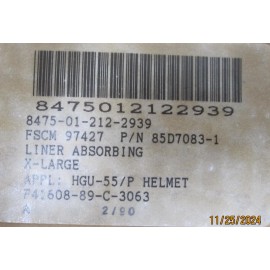 8475012122939
8475-01-212-2939
FSCM 97427 P/N 85D7083-1
LINER ABSORBING
X-LARGE
APPL: HGU-55/P HELMET
F41608-89-C-3063
A 2/90
11/25/2024